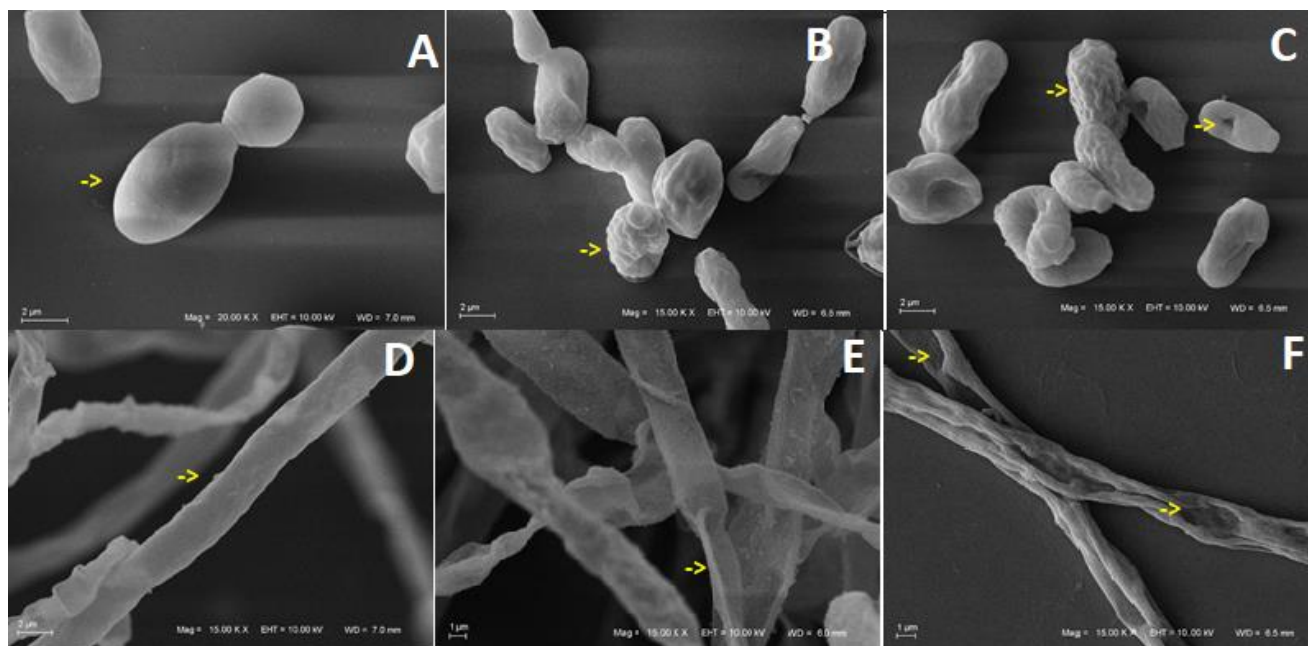 A
2 µm
Mag = 20.00 K X EHT = 10.00 kV WD = 7.0 mm
B
2 µm
Mag = 15.00 K X EHT = 10.00 kV WD = 6.5 mm
C
2 µm
Mag = 15.00 K X EHT = 10.00 kV WD = 6.5 mm
D
2 µm
Mag = 15.00 K X EHT = 10.00 kV WD = 7.0 mm
E
1 µm
Mag = 15.00 K X EHT = 10.00 kV WD = 6.0 mm
F
1 µm
Mag = 15.00 K X EHT = 10.00 kV WD = 6.5 mm